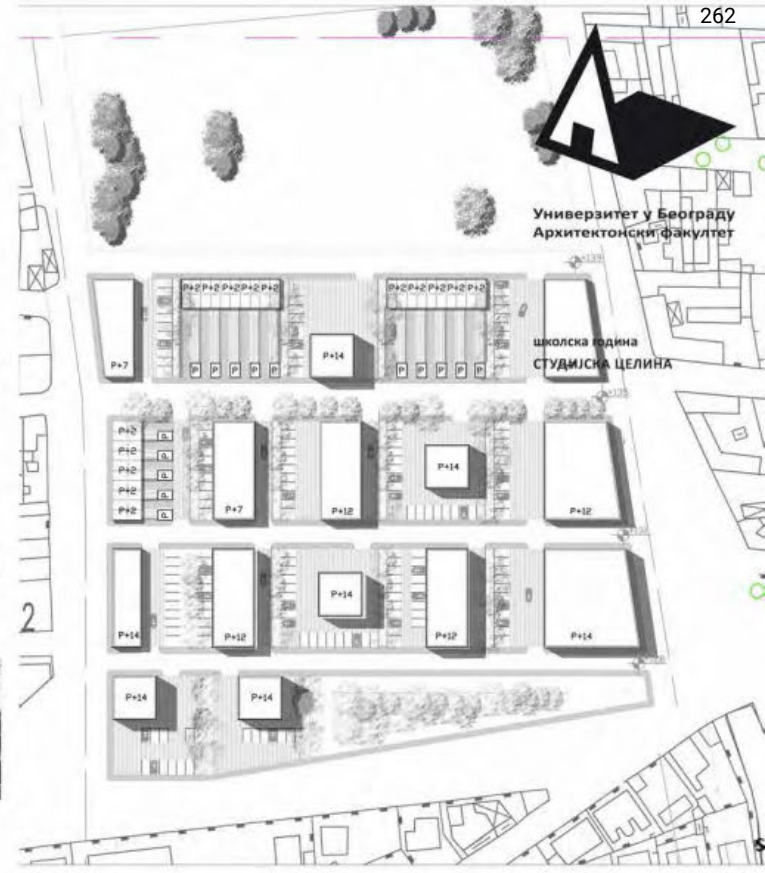 262
Универзитет у Београду
Архитектонски факултет
+139
P+2 P+2 P+2 P+2 P+2
P+2 P+2 P+2 P+2 P+2
P+14
школска година
P+7
P P P P P
P P P P P
СТУДИЈСКА ЦЕЛИНА
P+2 P
P+2 P
P+2 P
P+2 P
P+2 P
P+14
P+7
P+12
P+12
P+14
P+14
P+12
P+12
P+14
2
P+14
P+14